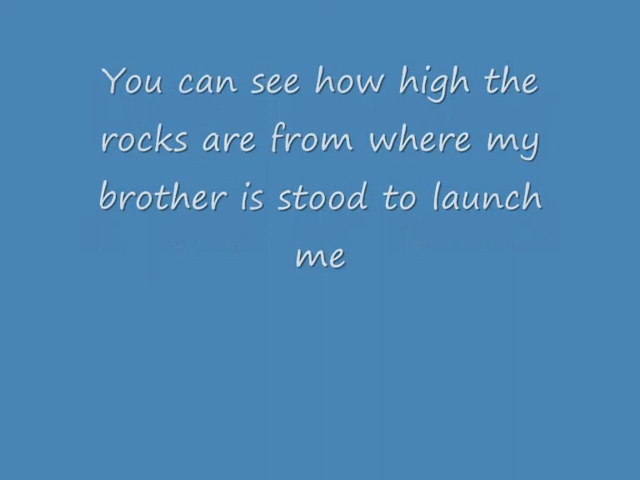 You can see how high the
rocks are from where my
brother is stood to launch
me